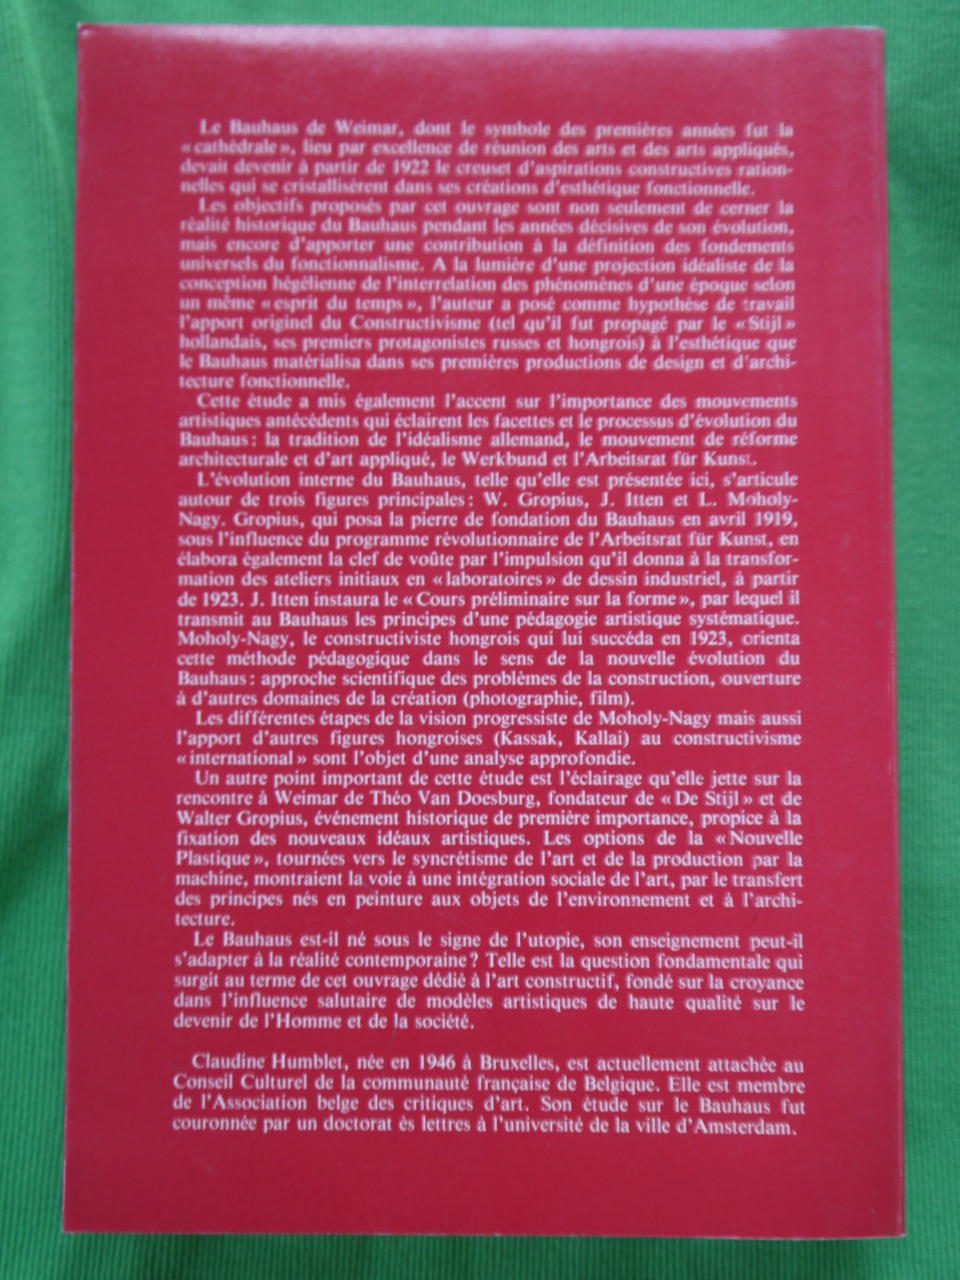 Le Bauhaus de Weimar, dont le symbole des premières années fut la
« cathédrale », lieu par excellence de réunion des arts et des arts appliqués,
devait devenir à partir de 1922 le creuset d'aspirations constructives ration-
nelles qui se cristallisèrent dans ses créations d'esthétique fonctionnelle.
Les objectifs proposés par cet ouvrage sont non seulement de cerner la
réalité historique du Bauhaus pendant les années décisives de son évolution,
mais encore d'apporter une contribution à la définition des fondements
universels du fonctionnalisme. A la lumière d'une projection idéaliste de la
conception hégélienne de l'interrelation des phénomènes d'une époque selon
un même « esprit du temps », l'auteur a posé comme hypothèse de travail
l'apport originel du Constructivisme (tel qu'il fut propagé par le « Stijl »
hollandais, ses premiers protagonistes russes et hongrois) à l'esthétique que
le Bauhaus matérialisa dans ses premières productions de design et d'archi-
tecture fonctionnelle.
Cette étude a mis également l'accent sur l'importance des mouvements
artistiques antécédents qui éclairent les facettes et le processus d'évolution du
Bauhaus : la tradition de l'idéalisme allemand, le mouvement de réforme
architecturale et d'art appliqué, le Werkbund et l'Arbeitsrat für Kunst.
L'évolution interne du Bauhaus, telle qu'elle est présentée ici, s'articule
autour de trois figures principales : W. Gropius, J. Itten et L. Moholy-
Nagy. Gropius, qui posa la pierre de fondation du Bauhaus en avril 1919,
sous l'influence du programme révolutionnaire de l'Arbeitsrat für Kunst, en
élabora également la clef de voûte par l'impulsion qu'il donna à la transfor-
mation des ateliers initiaux en « laboratoires » de dessin industriel, à partir
de 1923. J. Itten instaura le « Cours préliminaire sur la forme », par lequel il
transmit au Bauhaus les principes d'une pédagogie artistique systématique.
Moholy-Nagy, le constructiviste hongrois qui lui succéda en 1923, orienta
cette méthode pédagogique dans le sens de la nouvelle évolution du
Bauhaus : approche scientifique des problèmes de la construction, ouverture
à d'autres domaines de la création (photographie, film).
Les différentes étapes de la vision progressiste de Moholy-Nagy mais aussi
l'apport d'autres figures hongroises (Kassak, Kallai) au constructivisme
« international » sont l'objet d'une analyse approfondie.
Un autre point important de cette étude est l'éclairage qu'elle jette sur la
rencontre à Weimar de Théo Van Doesburg, fondateur de « De Stijl » et de
Walter Gropius, événement historique de première importance, propice à la
fixation des nouveaux idéaux artistiques. Les options de la « Nouvelle
Plastique », tournées vers le syncrétisme de l'art et de la production par la
machine, montraient la voie à une intégration sociale de l'art, par le transfert
des principes nés en peinture aux objets de l'environnement et à l'archi-
tecture.
Le Bauhaus est-il né sous le signe de l'utopie, son enseignement peut-il
s'adapter à la réalité contemporaine ? Telle est la question fondamentale qui
surgit au terme de cet ouvrage dédié à l'art constructif, fondé sur la croyance
dans l'influence salutaire de modèles artistiques de haute qualité sur le
devenir de l'Homme et de la société.
Claudine Humblet, née en 1946 à Bruxelles, est actuellement attachée au
Conseil Culturel de la communauté française de Belgique. Elle est membre
de l'Association belge des critiques d'art. Son étude sur le Bauhaus fut
couronnée par un doctorat ès lettres à l'université de la ville d'Amsterdam.